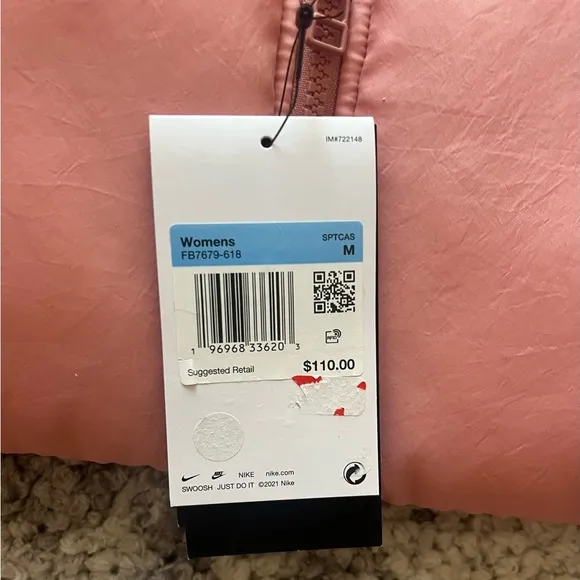 IM#722148
Womens SPTCAS
FB7679-618 M
RFID
1 96968 33620 3
Suggested Retail $110.00
NIKE nike.com
SWOOSH JUST DO IT ©2021 Nike